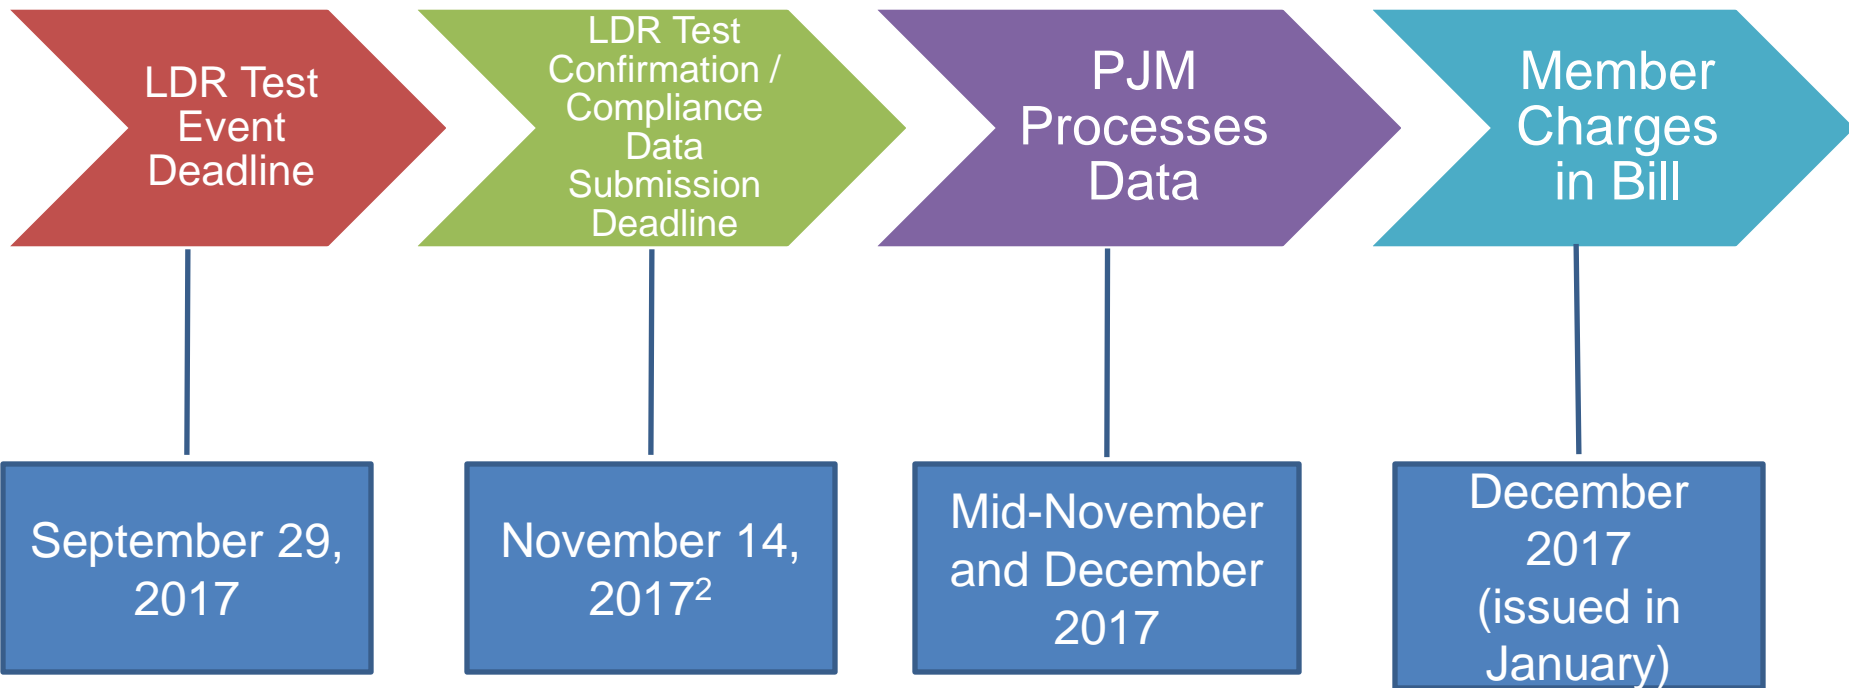 LDR Test
Event
Deadline
LDR Test
Confirmation /
Compliance
Data
Submission
Deadline
PJM
Processes
Data
Member
Charges
in Bill
September 29,
2017
November 14,
2017²
Mid-November
and December
2017
December
2017
(issued in
January)